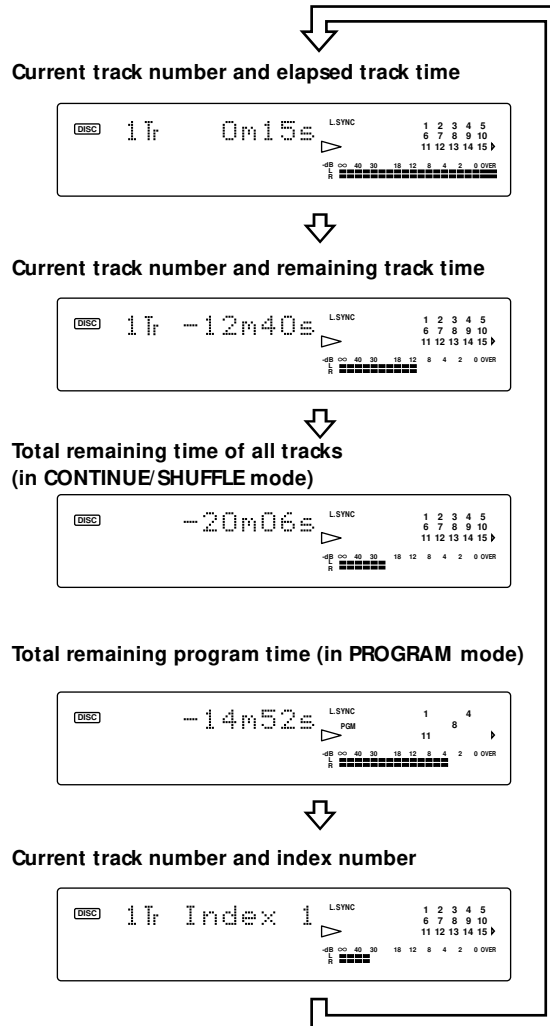 Current track number and elapsed track time
DISC 1Tr 0m15s L.SYNC 1 2 3 4 5
6 7 8 9 10
11 12 13 14 15
-dB ∞ 40 30 18 12 8 4 2 0 OVER
L
R
Current track number and remaining track time
DISC 1Tr -12m40s L.SYNC 1 2 3 4 5
6 7 8 9 10
11 12 13 14 15
-dB ∞ 40 30 18 12 8 4 2 0 OVER
L
R
Total remaining time of all tracks
(in CONTINUE/SHUFFLE mode)
DISC -20m06s L.SYNC 1 2 3 4 5
6 7 8 9 10
11 12 13 14 15
-dB ∞ 40 30 18 12 8 4 2 0 OVER
L
R
Total remaining program time (in PROGRAM mode)
DISC -14m52s L.SYNC 1 4
PGM 8
11
-dB ∞ 40 30 18 12 8 4 2 0 OVER
L
R
Current track number and index number
DISC 1Tr Index 1 L.SYNC 1 2 3 4 5
6 7 8 9 10
11 12 13 14 15
-dB ∞ 40 30 18 12 8 4 2 0 OVER
L
R